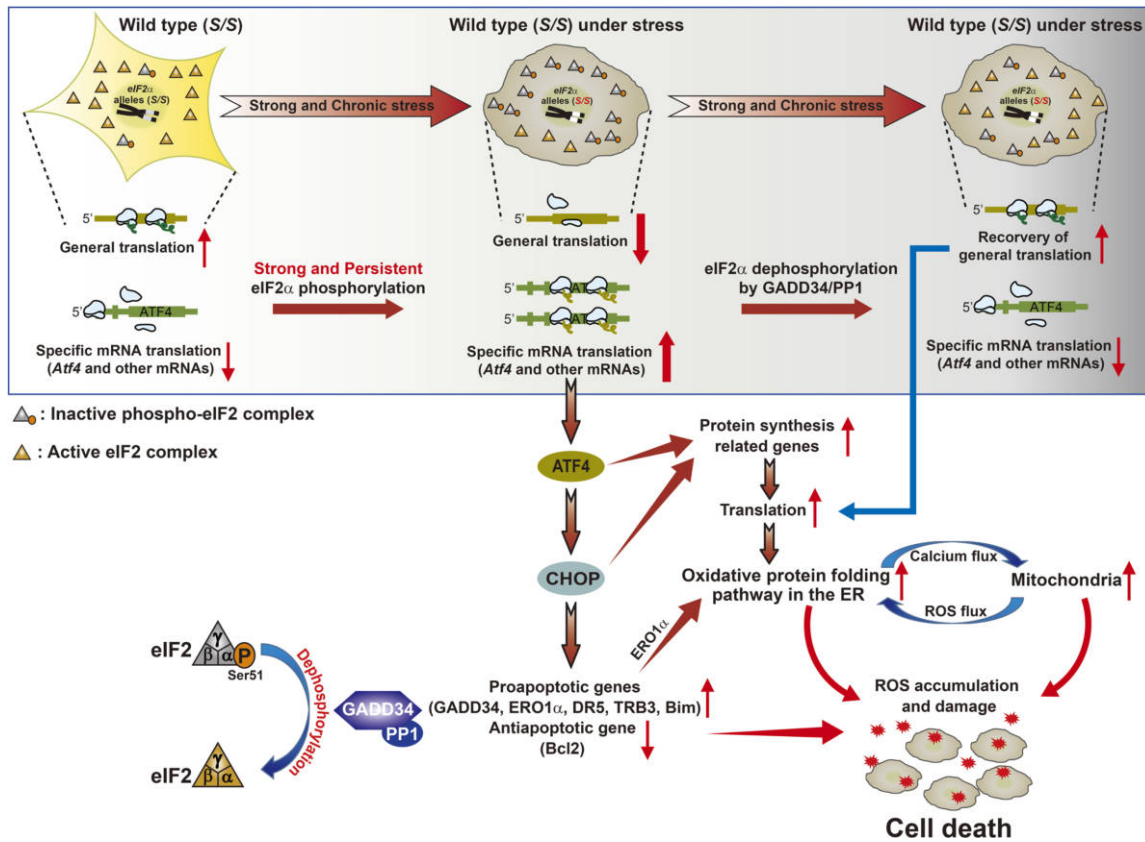 Wild type (S/S)
Wild type (S/S) under stress
Wild type (S/S) under stress
eIF2α
alleles (S/S)
Strong and Chronic stress
eIF2α
alleles (S/S)
Strong and Chronic stress
eIF2α
alleles (S/S)
5'
General translation
5'
General translation
5'
Recovery of
general translation
Strong and Persistent
eIF2α phosphorylation
eIF2α dephosphorylation
by GADD34/PP1
5'
ATF4
Specific mRNA translation
(Atf4 and other mRNAs)
5'
AT
5'
AT
Specific mRNA translation
(Atf4 and other mRNAs)
5'
ATF4
Specific mRNA translation
(Atf4 and other mRNAs)
: Inactive phospho-eIF2 complex
: Active eIF2 complex
ATF4
Protein synthesis
related genes
Translation
CHOP
Oxidative protein folding
pathway in the ER
Calcium flux
ROS flux
Mitochondria
ERO1α
eIF2
γ
β α P
Ser51
Dephosphorylation
GADD34
PP1
eIF2
γ
β α
Proapoptotic genes
(GADD34, ERO1α, DR5, TRB3, Bim)
Antiapoptotic gene
(Bcl2)
ROS accumulation
and damage
Cell death